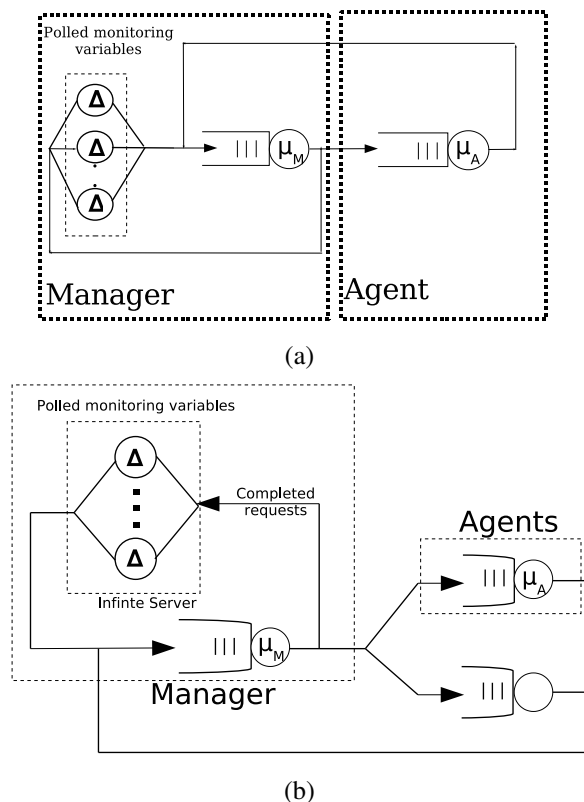 Polled monitoring
variables
Δ
Δ
Δ
μM
μA
Manager
Agent
(a)
Polled monitoring variables
Δ
Δ
Completed
requests
Infinte Server
Agents
μA
μM
Manager
(b)